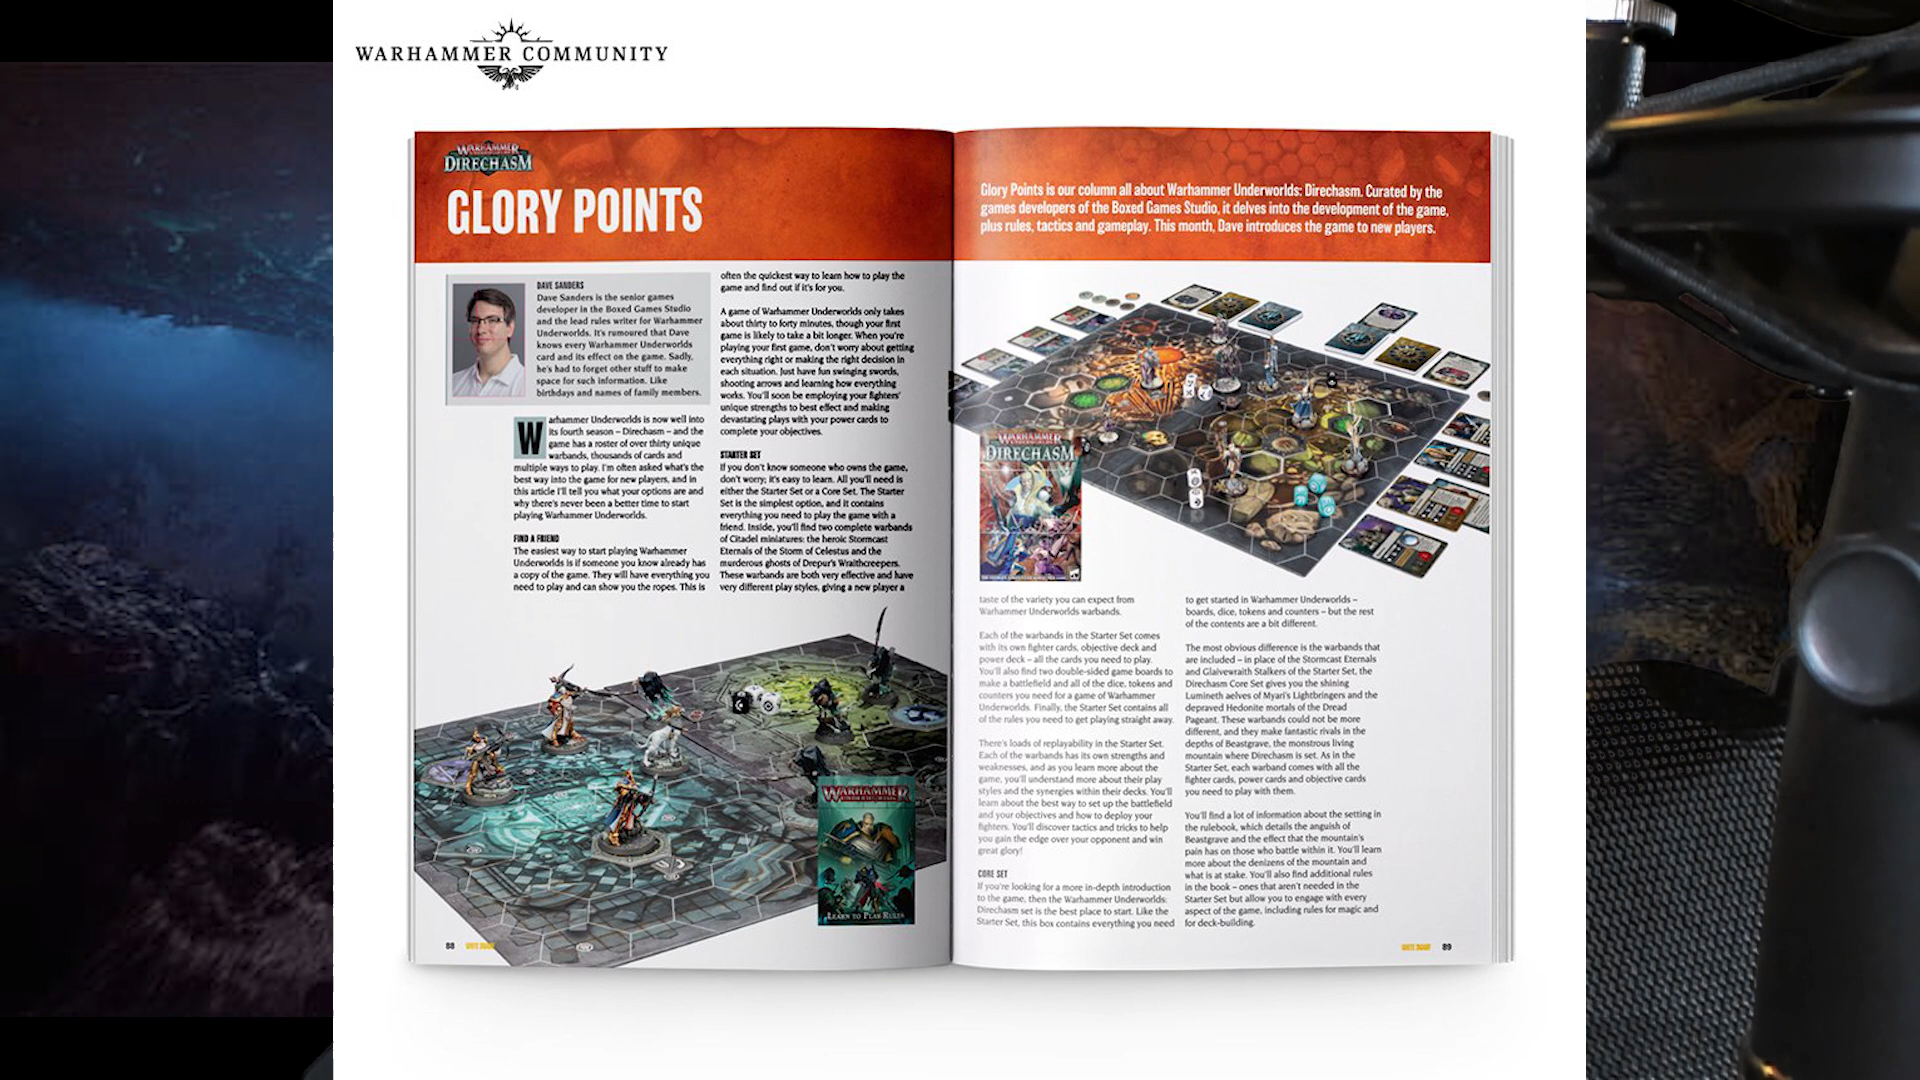 WARHAMMER COMMUNITY
WARHAMMER
DIRECHASM
GLORY POINTS
DAVE SANDERS
Dave Sanders is the senior games
developer in the Boxed Games Studio
and the lead rules writer for Warhammer
Underworlds. It's rumoured that Dave
knows every Warhammer Underworlds
card and its effect on the game. Sadly,
he's had to forget other stuff to make
space for such information. Like
birthdays and names of family members.
Warhammer Underworlds is now well into
its fourth season – Direchasm – and the
game has a roster of over thirty unique
warbands, thousands of cards and
multiple ways to play. I'm often asked what's the
best way into the game for new players, and in
this article I'll tell you what your options are and
why there's never been a better time to start
playing Warhammer Underworlds.
FIND A FRIEND
The easiest way to start playing Warhammer
Underworlds is if someone you know already has
a copy of the game. They will have everything you
need to play and can show you the ropes. This is
often the quickest way to learn how to play the
game and find out if it's for you.
A game of Warhammer Underworlds only takes
about thirty to forty minutes, though your first
game is likely to take a bit longer. When you're
playing your first game, don't worry about getting
everything right or making the right decision in
each situation. Just have fun swinging swords,
shooting arrows and learning how everything
works. You'll soon be employing your fighters'
unique strengths to best effect and making
devastating plays with your power cards to
complete your objectives.
STARTER SET
If you don't know someone who owns the game,
don't worry; it's easy to learn. All you'll need is
either the Starter Set or a Core Set. The Starter
Set is the simplest option, and it contains
everything you need to play the game with a
friend. Inside, you'll find two complete warbands
of Citadel miniatures: the heroic Stormcast
Eternals of the Storm of Celestus and the
murderous ghosts of Drepur's Wraithcreepers.
These warbands are both very effective and have
very different play styles, giving a new player a
WARHAMMER
LEARN TO PLAY RULES
88
Glory Points is our column all about Warhammer Underworlds: Direchasm. Curated by the
games developers of the Boxed Games Studio, it delves into the development of the game,
plus rules, tactics and gameplay. This month, Dave introduces the game to new players.
WARHAMMER
DIRECHASM
taste of the variety you can expect from
Warhammer Underworlds warbands.
Each of the warbands in the Starter Set comes
with its own fighter cards, objective deck and
power deck – all the cards you need to play.
You'll also find two double-sided game boards to
make a battlefield and all of the dice, tokens and
counters you need for a game of Warhammer
Underworlds. Finally, the Starter Set contains all
of the rules you need to get playing straight away.
There's loads of replayability in the Starter Set.
Each of the warbands has its own strengths and
weaknesses, and as you learn more about the
game, you'll understand more about their play
styles and the synergies within their decks. You'll
learn about the best way to set up the battlefield
and your objectives and how to deploy your
fighters. You'll discover tactics and tricks to help
you gain the edge over your opponent and win
great glory!
CORE SET
If you're looking for a more in-depth introduction
to the game, then the Warhammer Underworlds:
Direchasm set is the best place to start. Like the
Starter Set, this box contains everything you need
to get started in Warhammer Underworlds –
boards, dice, tokens and counters – but the rest
of the contents are a bit different.
The most obvious difference is the warbands that
are included – in place of the Stormcast Eternals
and Glaivewraith Stalkers of the Starter Set, the
Direchasm Core Set gives you the shining
Lumineth aelves of Myari's Lightbringers and the
depraved Hedonite mortals of the Dread
Pageant. These warbands could not be more
different, and they make fantastic rivals in the
depths of Beastgrave, the monstrous living
mountain where Direchasm is set. As in the
Starter Set, each warband comes with all the
fighter cards, power cards and objective cards
you need to play with them.
You'll find a lot of information about the setting in
the rulebook, which details the anguish of
Beastgrave and the effect that the mountain's
pain has on those who battle within it. You'll learn
more about the denizens of the mountain and
what is at stake. You'll also find additional rules
in the book – ones that aren't needed in the
Starter Set but allow you to engage with every
aspect of the game, including rules for magic and
for deck-building.
89